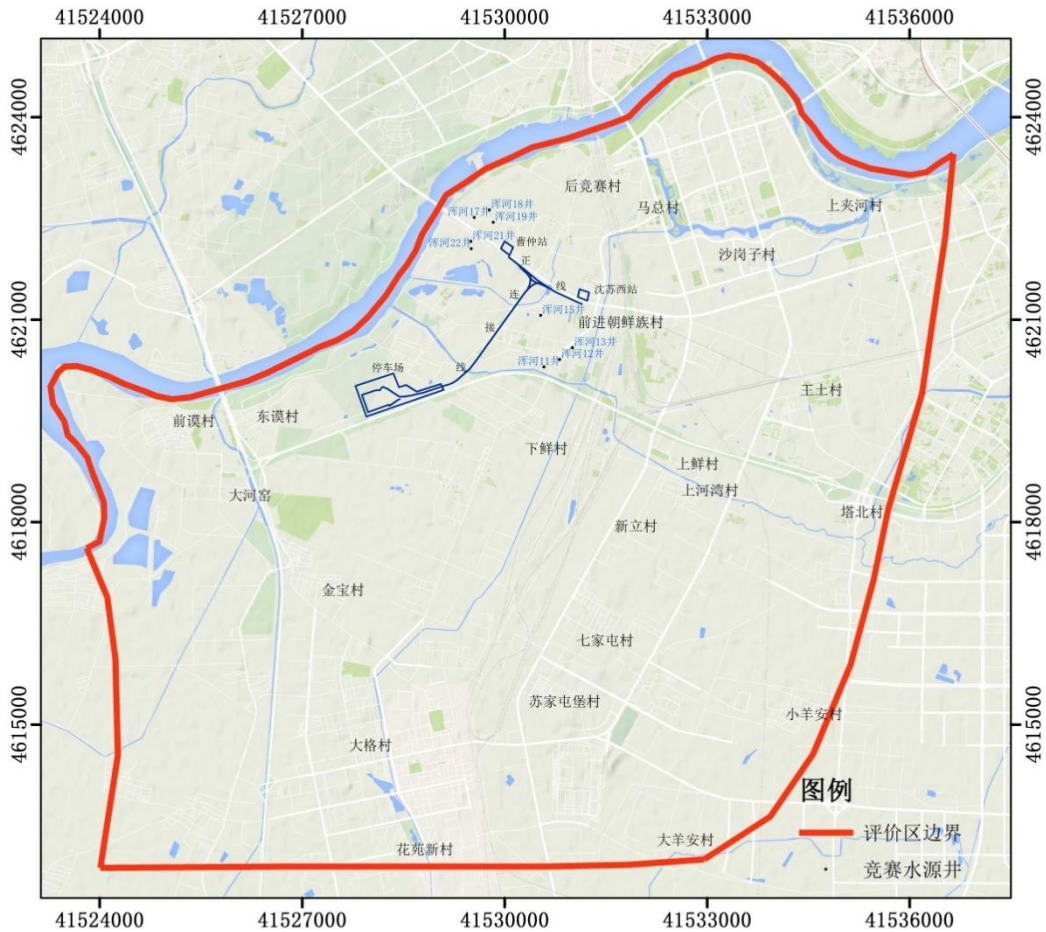 41524000 41527000 41530000 41533000 41536000
4624000
4624000
后竞赛村
马总村
上夹河村
浑河18井
浑河17井
浑河19井
浑河21井
浑河22井
曹仲站
沙岗子村
正
线
连
沈苏西站
接
线
浑河15井
前进朝鲜族村
4621000
4621000
浑河13井
浑河12井
浑河11井
停车场
王土村
前谟村
东谟村
下鲜村
上鲜村
上河湾村
大河窑
塔北村
新立村
4618000
4618000
金宝村
七家屯村
苏家屯堡村
小羊安村
4615000
4615000
大格村
图例
评价区边界
竞赛水源井
大羊安村
花苑新村
41524000 41527000 41530000 41533000 41536000